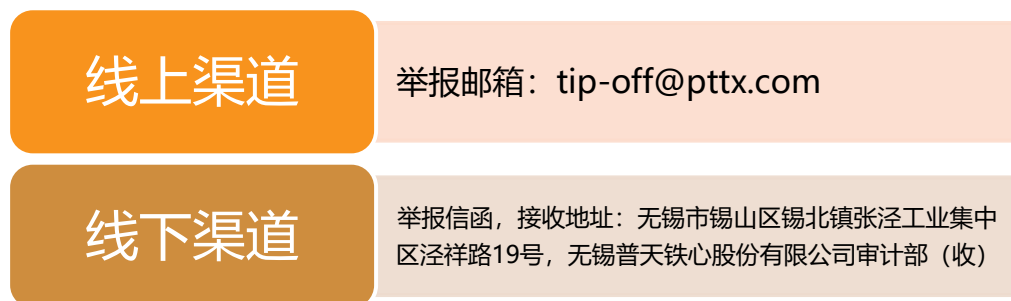 线上渠道
举报邮箱：tip-off@pttx.com
线下渠道
举报信函，接收地址：无锡市锡山区锡北镇张泾工业集中
区泾祥路19号，无锡普天铁心股份有限公司审计部（收）